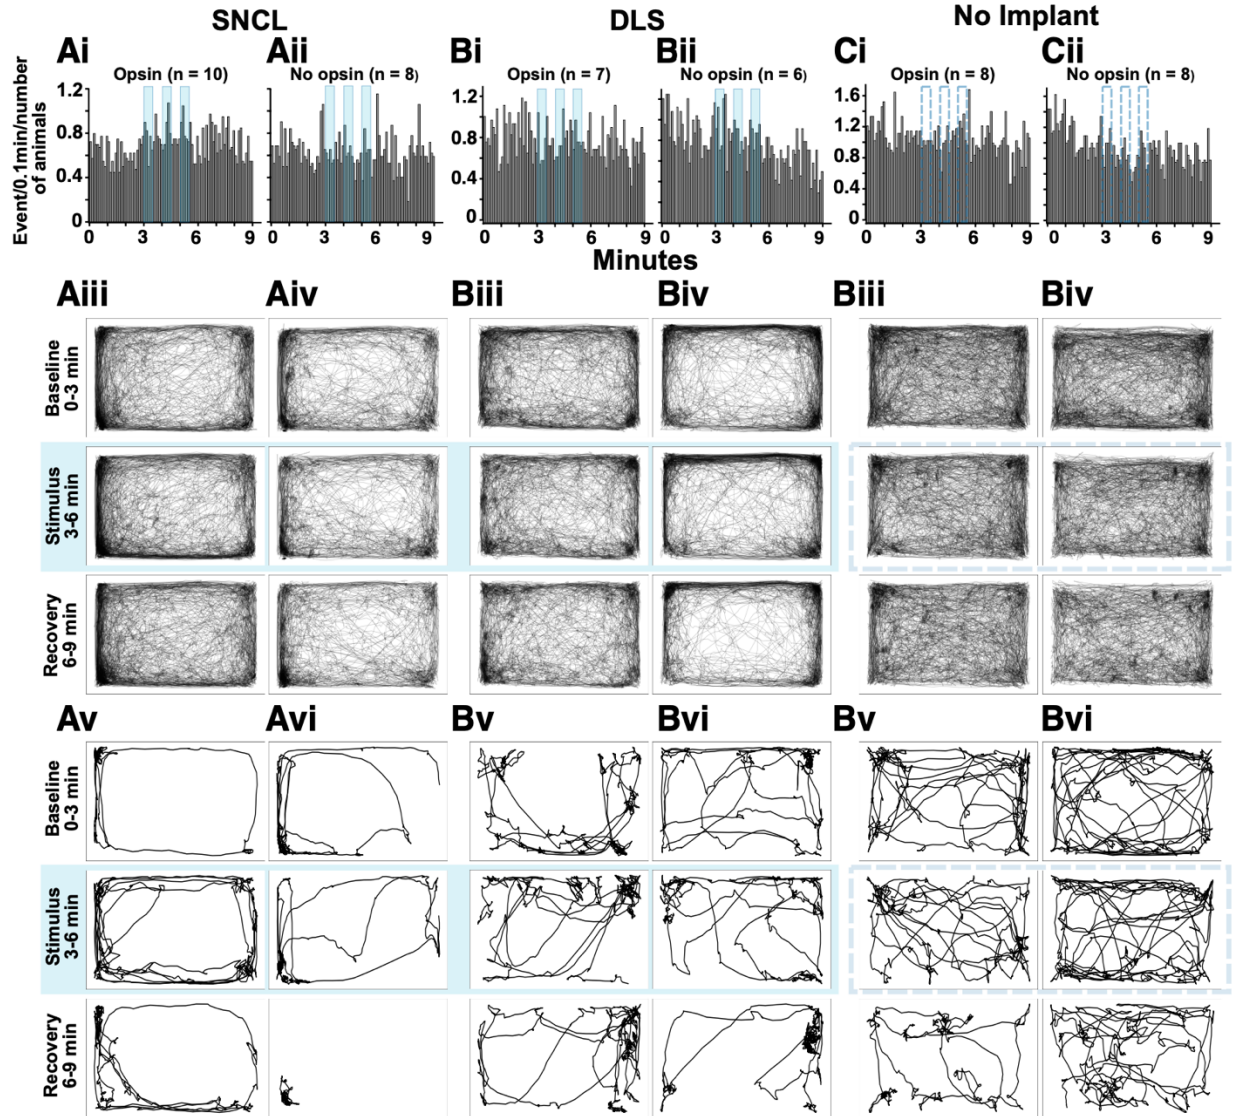 SNCL DLS No Implant
Ai Aii Bi Bii Ci Cii
Opsin (n = 10) No opsin (n = 8) Opsin (n = 7) No opsin (n = 6) Opsin (n = 8) No opsin (n = 8)
Event/0.1min/number
of animals
1.2
0.8
0.4
0
1.2
0.8
0.4
0
1.6
1.2
0.8
0.4
0
0 3 6 9 0 3 6 9 0 3 6 9 0 3 6 9 0 3 6 9 0 3 6 9
Minutes
Aiii Aiv Biii Biv Biii Biv
Baseline
0-3 min
Stimulus
3-6 min
Recovery
6-9 min
Av Avi Bv Bvi Bv Bvi
Baseline
0-3 min
Stimulus
3-6 min
Recovery
6-9 min